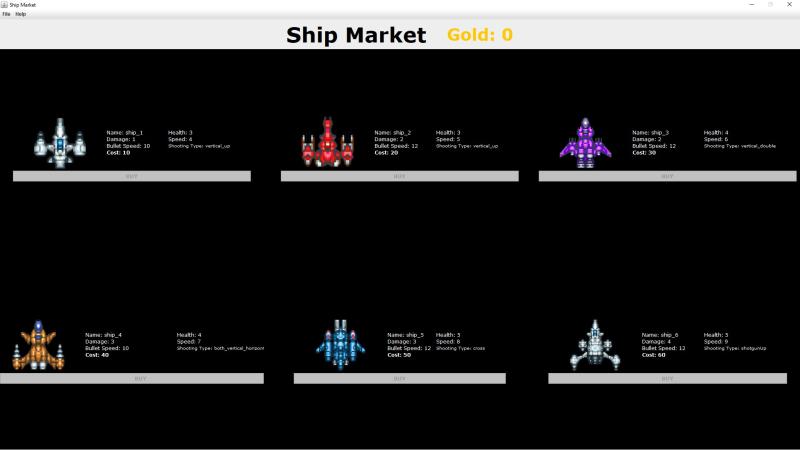 Ship Market
File Help
Ship Market Gold: 0
Name: ship_1 Health: 3
Damage: 1 Speed: 4
Bullet Speed: 10 Shooting Type: vertical_up
Cost: 10
BUY
Name: ship_2 Health: 3
Damage: 2 Speed: 5
Bullet Speed: 12 Shooting Type: vertical_up
Cost: 20
BUY
Name: ship_3 Health: 4
Damage: 2 Speed: 6
Bullet Speed: 12 Shooting Type: vertical_double
Cost: 30
BUY
Name: ship_4 Health: 4
Damage: 3 Speed: 7
Bullet Speed: 10 Shooting Type: both_vertical_horizont
Cost: 40
BUY
Name: ship_5 Health: 5
Damage: 3 Speed: 8
Bullet Speed: 12 Shooting Type: cross
Cost: 50
BUY
Name: ship_6 Health: 5
Damage: 4 Speed: 9
Bullet Speed: 12 Shooting Type: shotgunUp
Cost: 60
BUY